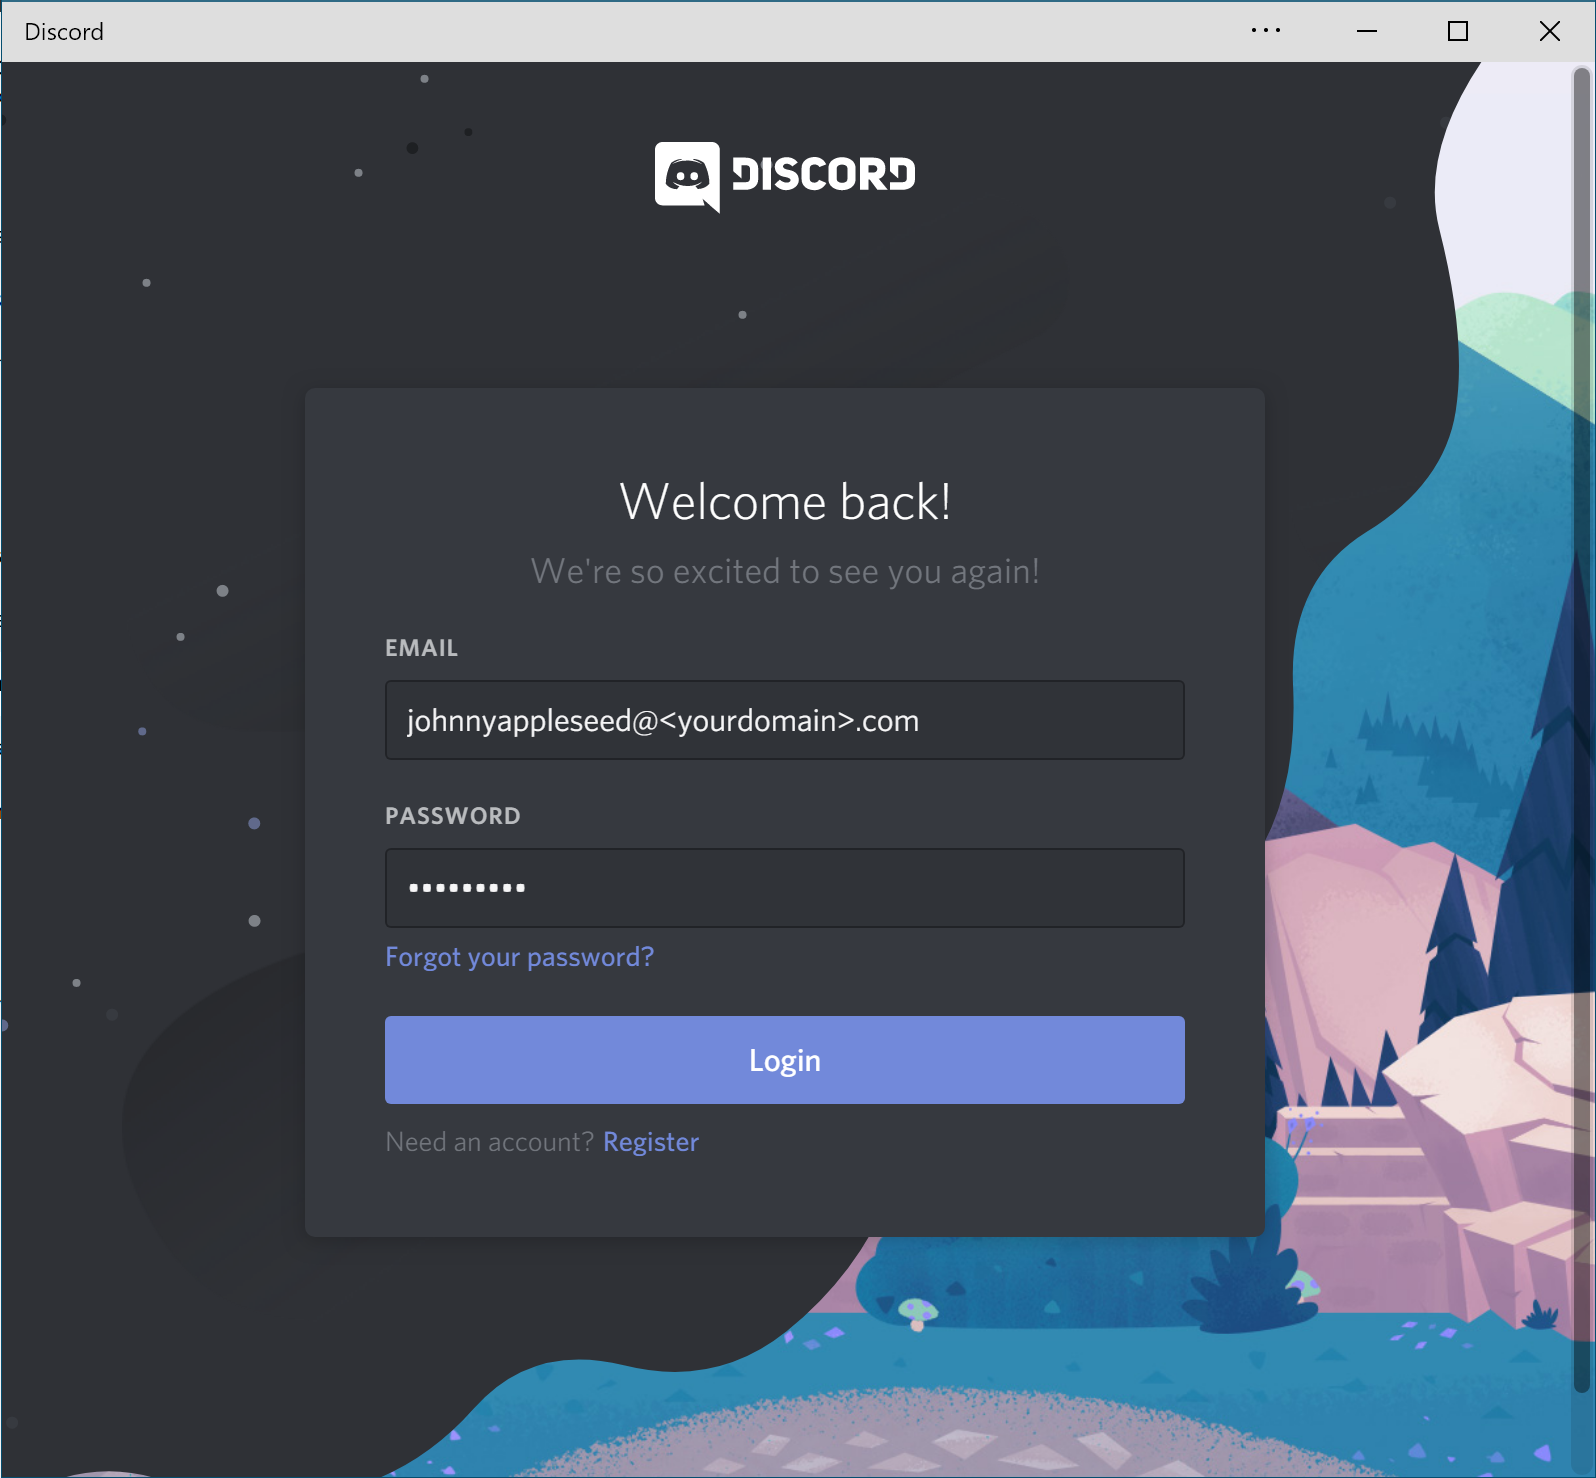 Discord
DISCORD
Welcome back!
We're so excited to see you again!
EMAIL
johnnyappleseed@<yourdomain>.com
PASSWORD
•••••••••
Forgot your password?
Login
Need an account? Register